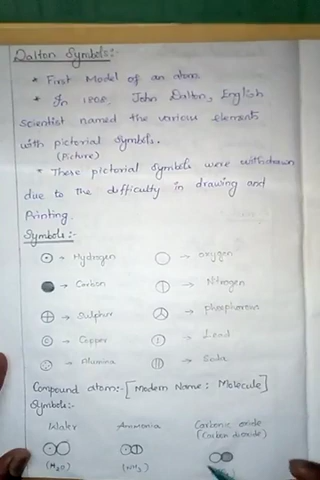 Dalton Symbols:-
* First Model of an atom.
* In 1808, John Dalton, English
Scientist named the various elements
with pictorial symbols.
(Picture)
* These pictorial symbols were withdrawn
due to the difficulty in drawing and
Printing.
Symbols:-
→ Hydrogen → oxygen
→ Carbon → Nitrogen
→ Sulphur → phosphorous
C → Copper L → Lead
→ Alumina → Soda
Compound atom:- [Modern Name: Molecule]
Symbols:-
Water Ammonia Carbonic oxide
(Carbon dioxide)
(H2O) (NH3)